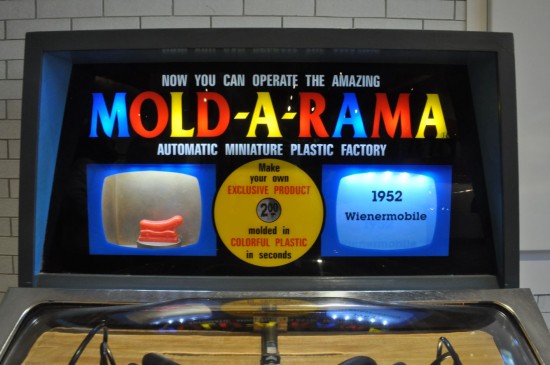 NOW YOU CAN OPERATE THE AMAZING
MOLD-A-RAMA
AUTOMATIC MINIATURE PLASTIC FACTORY
Make
your own
EXCLUSIVE PRODUCT
2.00
molded in
COLORFUL PLASTIC
in seconds
1952
Wienermobile